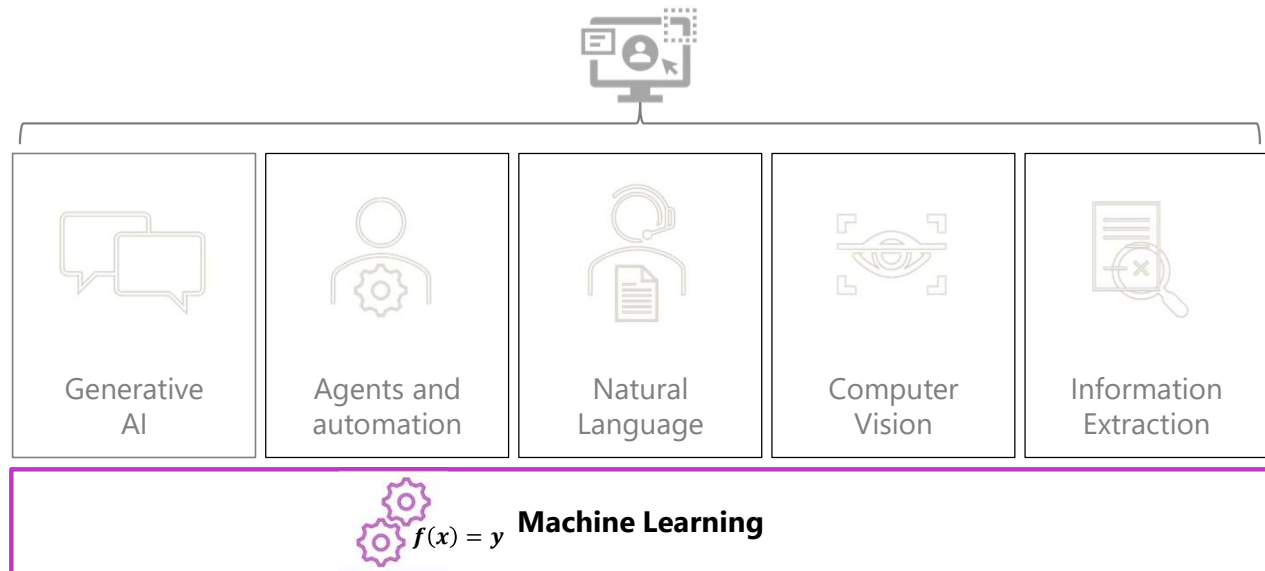 Generative
AI
Agents and
automation
Natural
Language
Computer
Vision
Information
Extraction
f(x) = y
Machine Learning